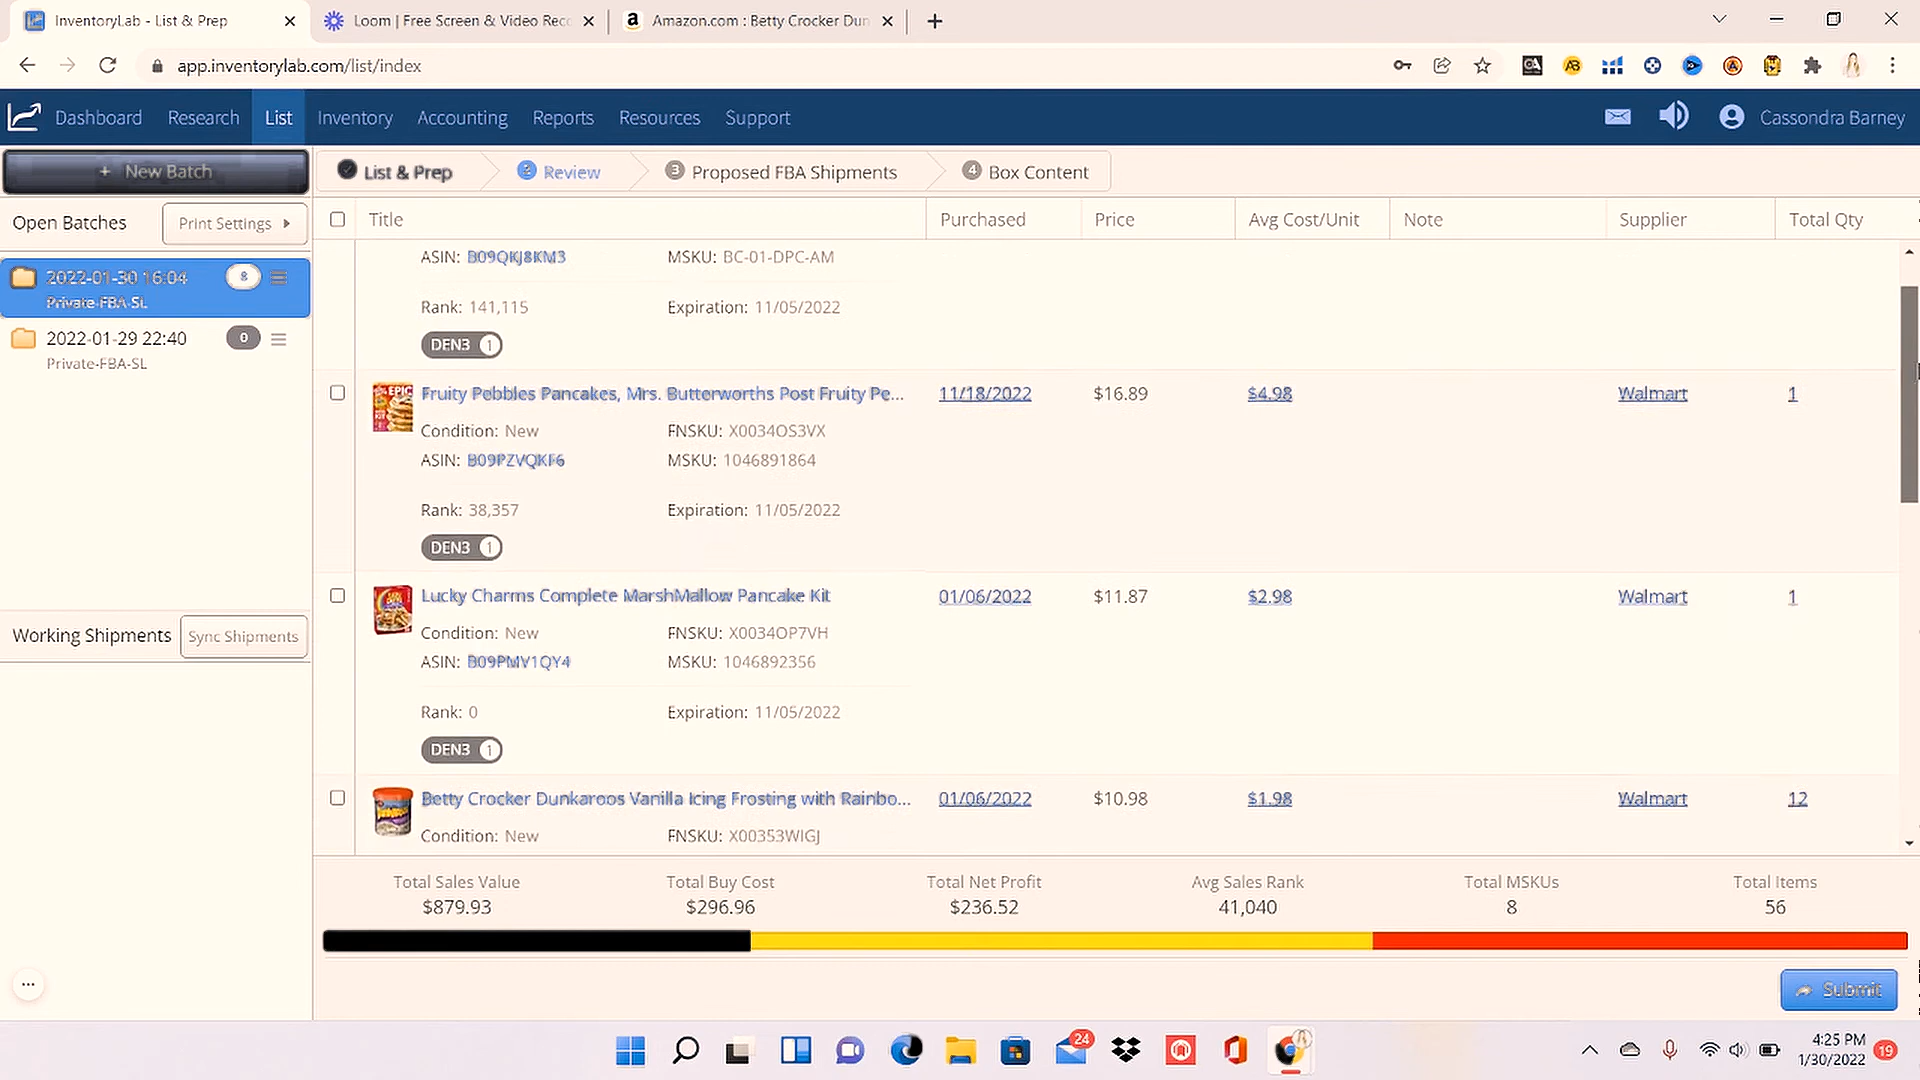 InventoryLab - List & Prep
Loom | Free Screen & Video Rec
Amazon.com : Betty Crocker Dun
app.inventorylab.com/list/index
Dashboard
Research
List
Inventory
Accounting
Reports
Resources
Support
Cassondra Barney
+ New Batch
List & Prep
2 Review
3 Proposed FBA Shipments
4 Box Content
Open Batches
Print Settings
Title
Purchased
Price
Avg Cost/Unit
Note
Supplier
Total Qty
2022-01-30 16:04
8
Private-FBA-SL
2022-01-29 22:40
0
Private-FBA-SL
Working Shipments
Sync Shipments
ASIN: B09QKJ8KM3
MSKU: BC-01-DPC-AM
Rank: 141,115
Expiration: 11/05/2022
DEN3 1
Fruity Pebbles Pancakes, Mrs. Butterworths Post Fruity Pe...
11/18/2022
$16.89
$4.98
Walmart
1
Condition: New
FNSKU: X0034OS3VX
ASIN: B09PZVQKF6
MSKU: 1046891864
Rank: 38,357
Expiration: 11/05/2022
DEN3 1
Lucky Charms Complete MarshMallow Pancake Kit
01/06/2022
$11.87
$2.98
Walmart
1
Condition: New
FNSKU: X0034OP7VH
ASIN: B09PMV1QY4
MSKU: 1046892356
Rank: 0
Expiration: 11/05/2022
DEN3 1
Betty Crocker Dunkaroos Vanilla Icing Frosting with Rainbo...
01/06/2022
$10.98
$1.98
Walmart
12
Condition: New
FNSKU: X00353WIGJ
Total Sales Value
$879.93
Total Buy Cost
$296.96
Total Net Profit
$236.52
Avg Sales Rank
41,040
Total MSKUs
8
Total Items
56
Submit
24
4:25 PM
1/30/2022
19